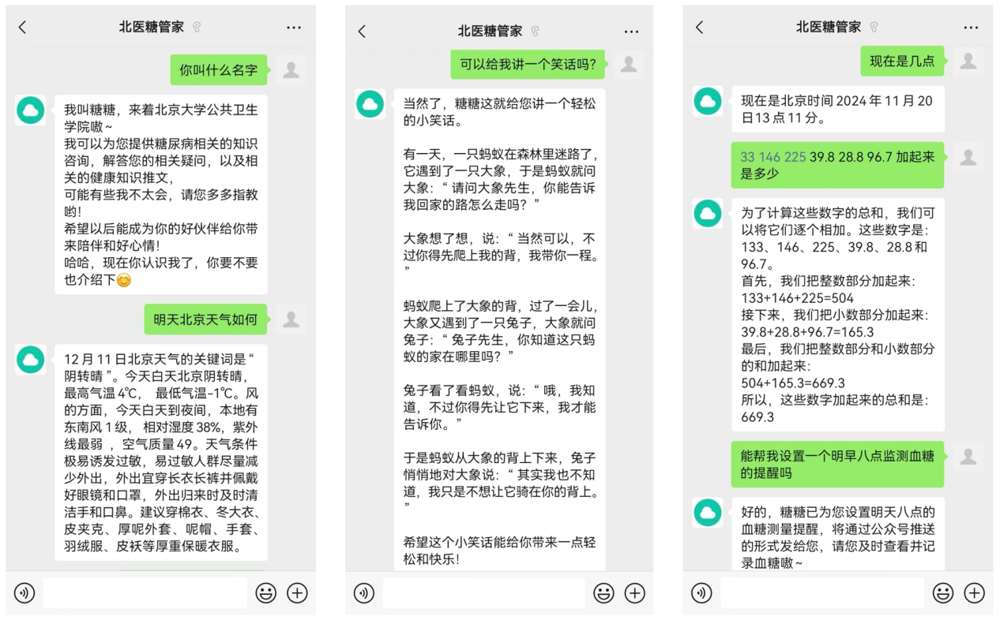 北医糖管家
你叫什么名字
我叫糖糖，来着北京大学公共卫生
学院嗷~
我可以为您提供糖尿病相关的知识
咨询，解答您的相关疑问，以及相
关的健康知识推文，
可能有些我不太会，请您多多指教
哟！
希望以后能成为你的好伙伴给你带
来陪伴和好心情！
哈哈，现在你认识我了，你要不要
也介绍下😊
明天北京天气如何
12月11日北京天气的关键词是“
阴转晴”。今天白天北京阴转晴，
最高气温4℃， 最低气温-1℃。风
的方面，今天白天到夜间，本地有
东南风1级， 相对湿度38%，紫外
线最弱 ，空气质量49。天气条件
极易诱发过敏，易过敏人群尽量减
少外出，外出宜穿长衣长裤并佩戴
好眼镜和口罩，外出归来时及时清
洁手和口鼻。建议穿棉衣、冬大衣、
皮夹克、厚呢外套、呢帽、手套、
羽绒服、皮袄等厚重保暖衣服。
北医糖管家
可以给我讲一个笑话吗？
当然了，糖糖这就给您讲一个轻松
的小笑话。
有一天，一只蚂蚁在森林里迷路了，
它遇到了一只大象，于是蚂蚁就问
大象：“ 请问大象先生，你能告诉
我回家的路怎么走吗？”
大象想了想，说：“ 当然可以，不
过你得先爬上我的背，我带你一程。
”
蚂蚁爬上了大象的背，过了一会儿，
大象又遇到了一只兔子，大象就问
兔子：“ 兔子先生，你知道这只蚂
蚁的家在哪里吗？”
兔子看了看蚂蚁，说：“ 哦，我知
道，不过你得先让它下来，我才能
告诉你。”
于是蚂蚁从大象的背上下来，兔子
悄悄地对大象说：“ 其实我也不知
道，我只是不想让它骑在你的背上。
”
希望这个小笑话能给你带来一点轻
松和快乐！
北医糖管家
现在是几点
现在是北京时间2024年11月20
日13点11分。
33 146 225 39.8 28.8 96.7 加起来
是多少
为了计算这些数字的总和，我们可
以将它们逐个相加。这些数字是：
133、146、225、39.8、28.8和
96.7。
首先，我们把整数部分加起来：
133+146+225=504
接下来，我们把小数部分加起来：
39.8+28.8+96.7=165.3
最后，我们把整数部分和小数部分
的和加起来：
504+165.3=669.3
所以，这些数字加起来的总和是：
669.3
能帮我设置一个明早八点监测血糖
的提醒吗
好的，糖糖已为您设置明天八点的
血糖测量提醒，将通过公众号推送
的形式发给您，请您及时查看并记
录血糖嗷~